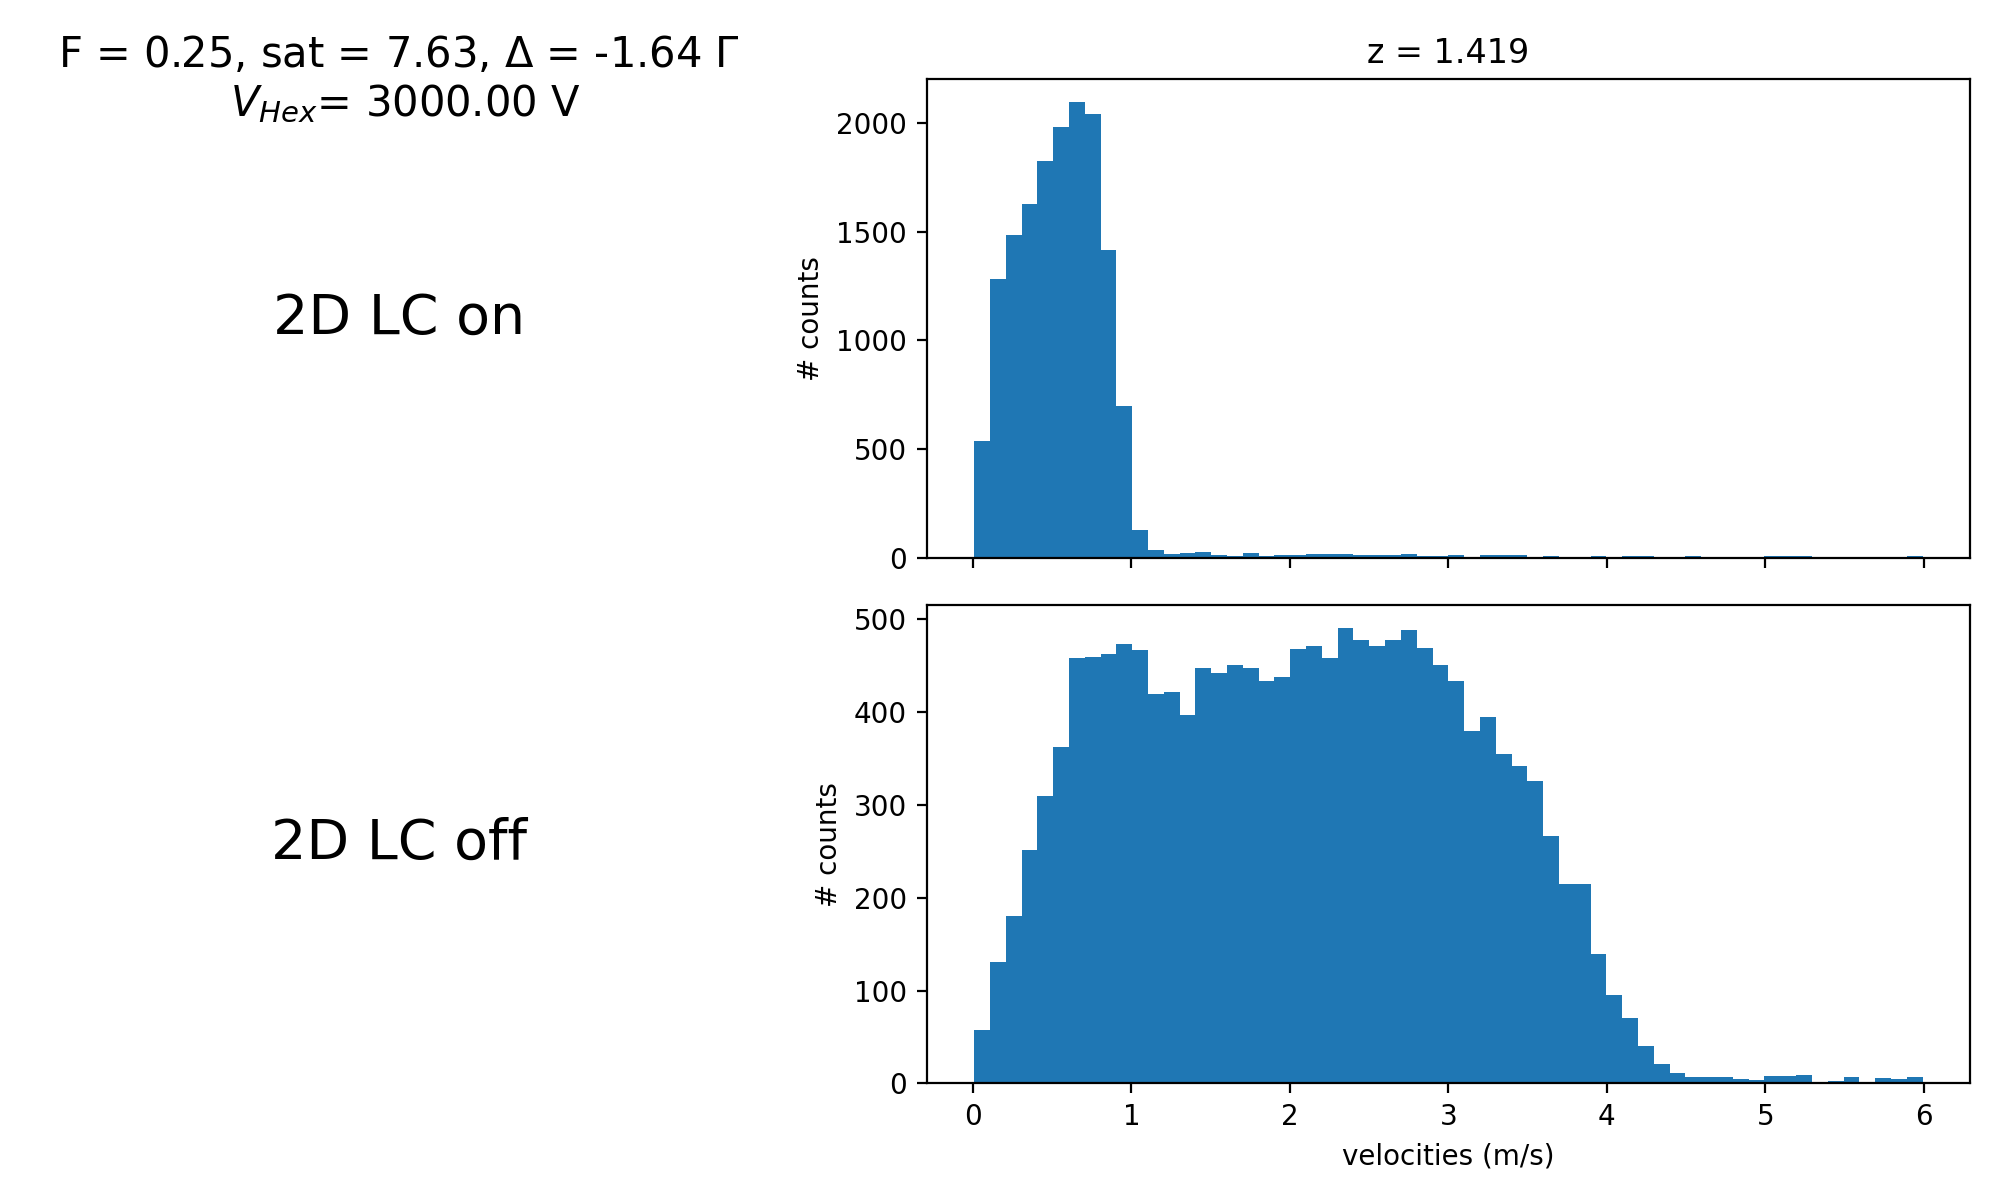 F = 0.25, sat = 7.63, Δ = -1.64 Γ
V_Hex= 3000.00 V
z = 1.419
2D LC on
# counts
2000
1500
1000
500
0
2D LC off
# counts
500
400
300
200
100
0
0 1 2 3 4 5 6
velocities (m/s)